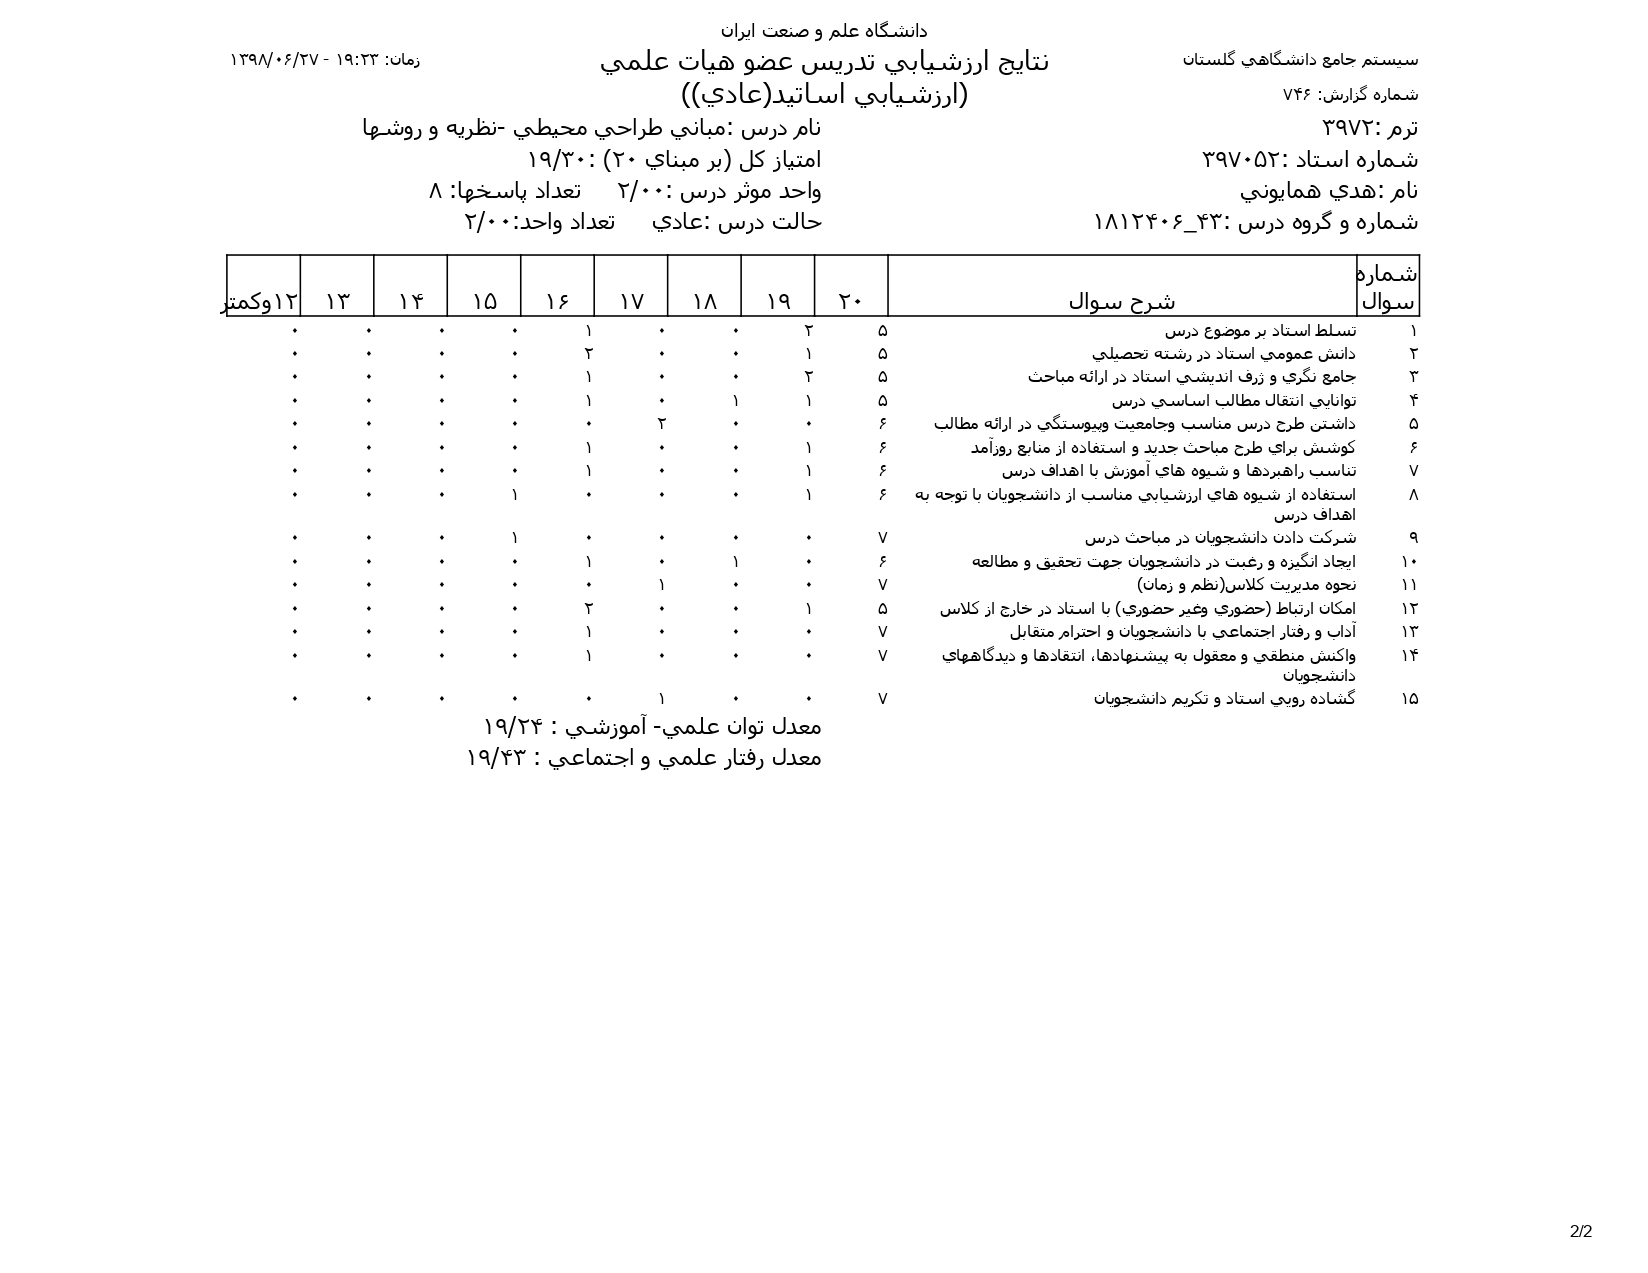 دانشگاه علم و صنعت ايران
سيستم جامع دانشگاهي گلستان
نتايج ارزشيابي تدريس عضو هيات علمي
زمان: ۱۹:۲۳ - ۱۳۹۸/۰۶/۲۷
شماره گزارش: ۷۴۶
(ارزشيابي اساتيد(عادي))
ترم :۳۹۷۲
نام درس :مباني طراحي محيطي -نظريه و روشها
شماره استاد :۳۹۷۰۵۲
امتياز کل (بر مبناي ۲۰) :۱۹/۳۰
نام :هدي همايوني
واحد موثر درس :۲/۰۰ تعداد پاسخها: ۸
شماره و گروه درس :۱۸۱۲۴۰۶_۴۳
حالت درس :عادي تعداد واحد:۲/۰۰
شماره سوال شرح سوال ۲۰ ۱۹ ۱۸ ۱۷ ۱۶ ۱۵ ۱۴ ۱۳ ۱۲وکمتر
۱ تسلط استاد بر موضوع درس ۵ ۲ ۰ ۰ ۱ ۰ ۰ ۰ ۰
۲ دانش عمومي استاد در رشته تحصيلي ۵ ۱ ۰ ۰ ۲ ۰ ۰ ۰ ۰
۳ جامع نگري و ژرف انديشي استاد در ارائه مباحث ۵ ۲ ۰ ۰ ۱ ۰ ۰ ۰ ۰
۴ توانايي انتقال مطالب اساسي درس ۵ ۱ ۱ ۰ ۱ ۰ ۰ ۰ ۰
۵ داشتن طرح درس مناسب وجامعيت وپيوستگي در ارائه مطالب ۶ ۰ ۰ ۲ ۰ ۰ ۰ ۰ ۰
۶ کوشش براي طرح مباحث جديد و استفاده از منابع روزآمد ۶ ۱ ۰ ۰ ۱ ۰ ۰ ۰ ۰
۷ تناسب راهبردها و شيوه هاي آموزش با اهداف درس ۶ ۱ ۰ ۰ ۱ ۰ ۰ ۰ ۰
۸ استفاده از شيوه هاي ارزشيابي مناسب از دانشجويان با توجه به ۶ ۱ ۰ ۰ ۰ ۱ ۰ ۰ ۰
اهداف درس
۹ شرکت دادن دانشجويان در مباحث درس ۷ ۰ ۰ ۰ ۰ ۱ ۰ ۰ ۰
۱۰ ايجاد انگيزه و رغبت در دانشجويان جهت تحقيق و مطالعه ۶ ۰ ۱ ۰ ۱ ۰ ۰ ۰ ۰
۱۱ نحوه مديريت کلاس(نظم و زمان) ۷ ۰ ۰ ۱ ۰ ۰ ۰ ۰ ۰
۱۲ امکان ارتباط (حضوري وغير حضوري) با استاد در خارج از کلاس ۵ ۱ ۰ ۰ ۲ ۰ ۰ ۰ ۰
۱۳ آداب و رفتار اجتماعي با دانشجويان و احترام متقابل ۷ ۰ ۰ ۰ ۱ ۰ ۰ ۰ ۰
۱۴ واکنش منطقي و معقول به پيشنهادها، انتقادها و ديدگاههاي ۷ ۰ ۰ ۰ ۱ ۰ ۰ ۰ ۰
دانشجويان
۱۵ گشاده رويي استاد و تکريم دانشجويان ۷ ۰ ۰ ۱ ۰ ۰ ۰ ۰ ۰
معدل توان علمي- آموزشي : ۱۹/۲۴
معدل رفتار علمي و اجتماعي : ۱۹/۴۳
2/2